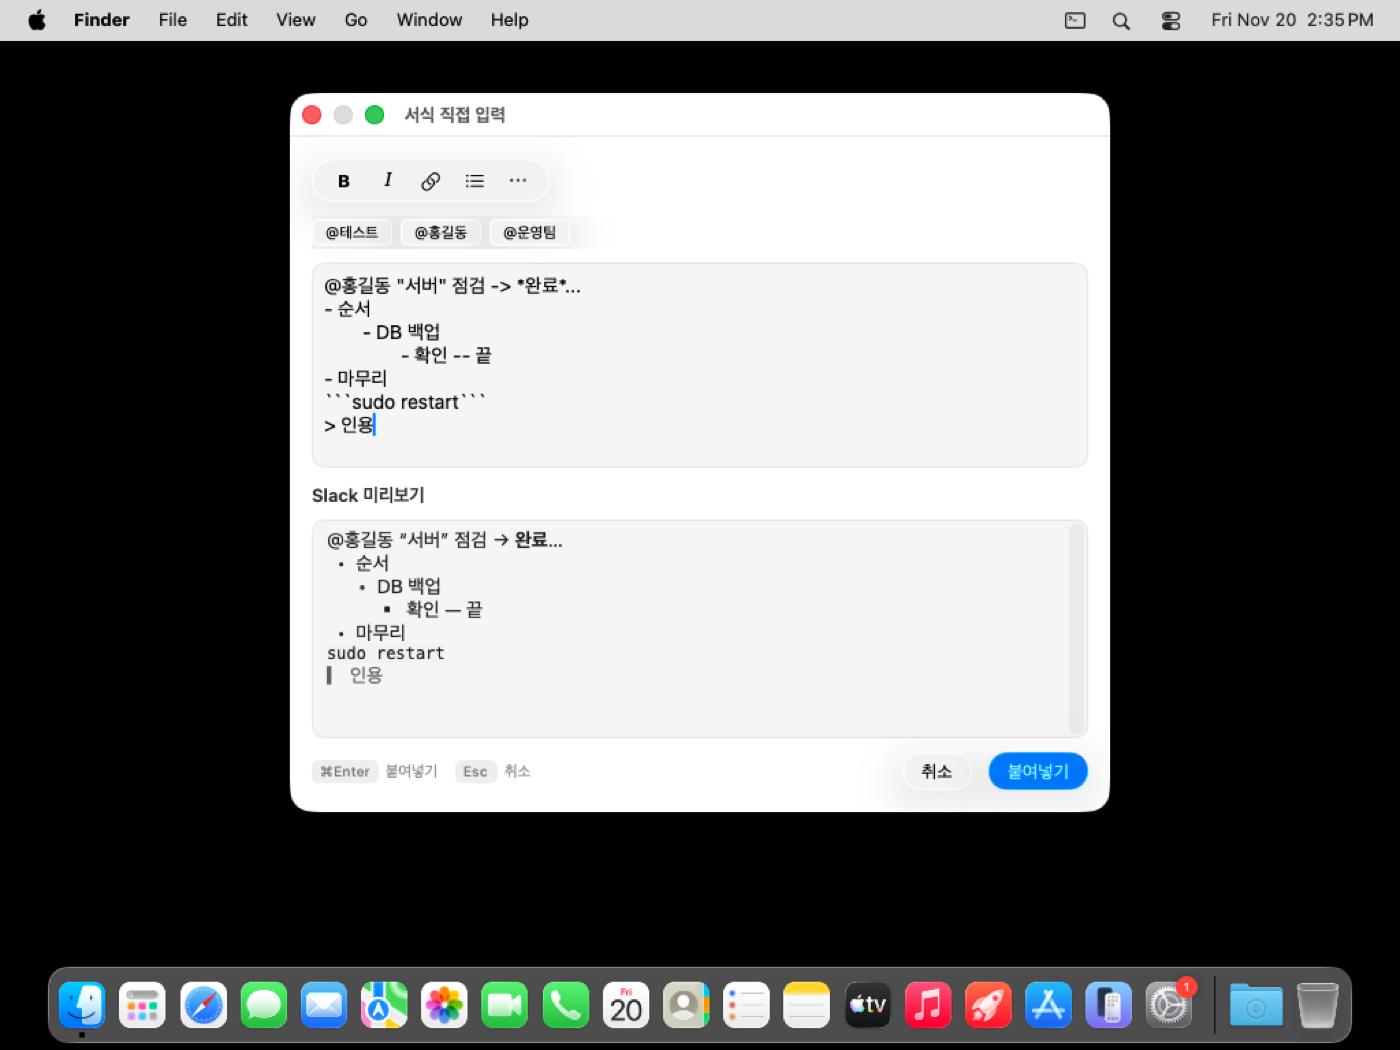 Finder File Edit View Go Window Help Fri Nov 20 2:35 PM
서식 직접 입력
B I ...
@테스트 @홍길동 @운영팀
@홍길동 "서버" 점검 -> *완료*...
- 순서
- DB 백업
- 확인 -- 끝
- 마무리
```sudo restart```
> 인용
Slack 미리보기
@홍길동 “서버” 점검 → 완료...
• 순서
• DB 백업
▪ 확인 — 끝
• 마무리
sudo restart
인용
⌘Enter 붙여넣기 Esc 취소 취소 붙여넣기
Fri
20
tv
1